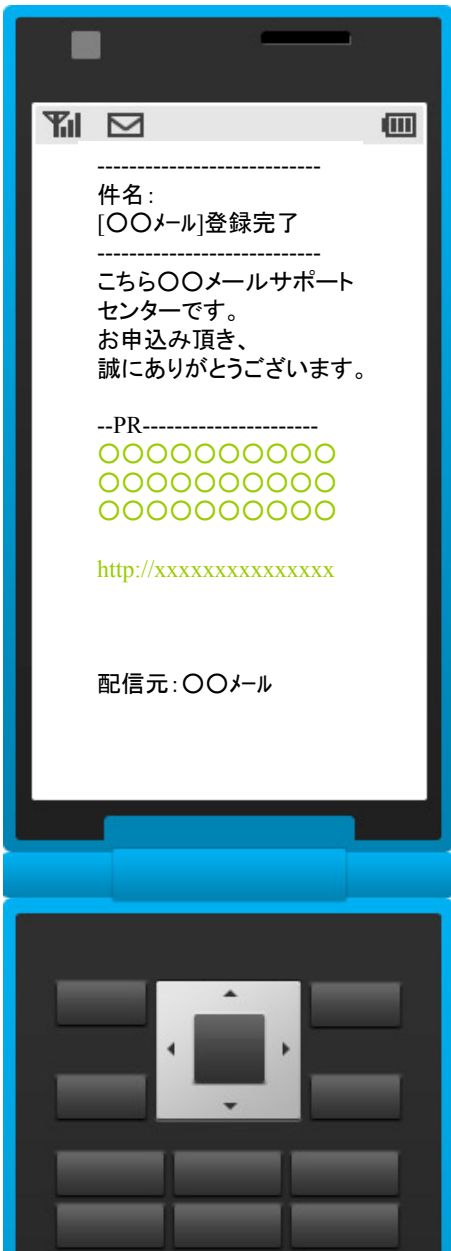 ----------------------------
件名：
[〇〇ﾒｰﾙ]登録完了
----------------------------
こちら〇〇メールサポート
センターです。
お申込み頂き、
誠にありがとうございます。
--PR----------------------
〇〇〇〇〇〇〇〇〇〇
〇〇〇〇〇〇〇〇〇〇
〇〇〇〇〇〇〇〇〇〇
http://xxxxxxxxxxxxxxx
配信元：〇〇ﾒｰﾙ